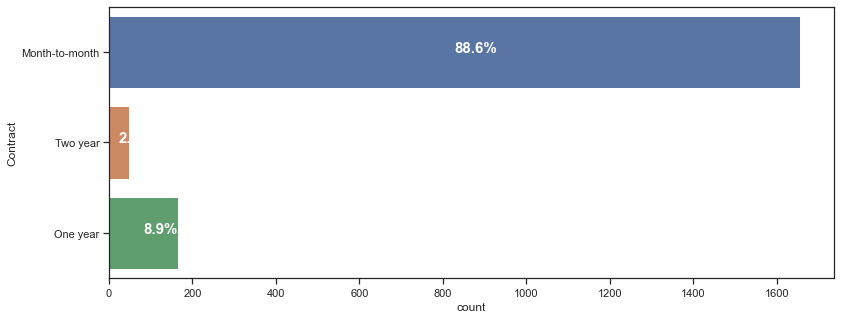 Month-to-month
88.6%
Two year
2.
One year
8.9%
Contract
0 200 400 600 800 1000 1200 1400 1600
count